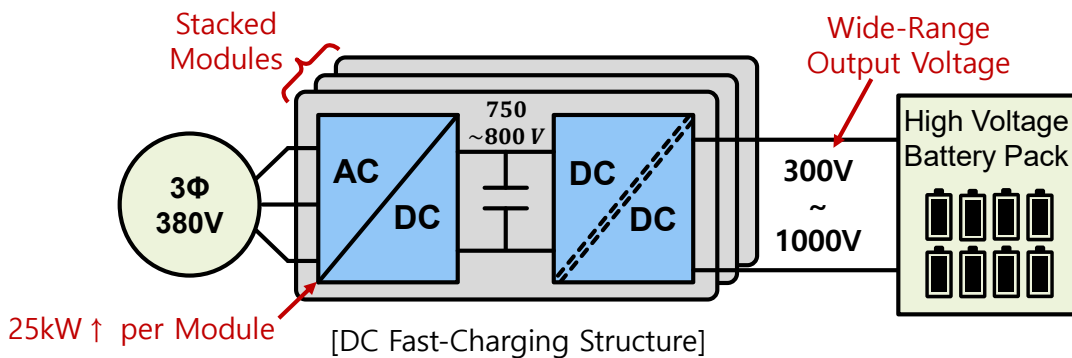 Stacked
Modules
Wide-Range
Output Voltage
750
~800 V
High Voltage
Battery Pack
3Φ
380V
AC
DC
DC
DC
300V
~
1000V
25kW ↑ per Module
[DC Fast-Charging Structure]